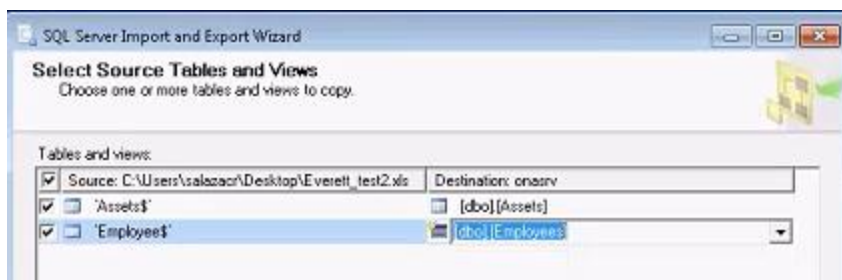 SQL Server Import and Export Wizard
Select Source Tables and Views
Choose one or more tables and views to copy.
Tables and views:
Source: C:\Users\salazacr\Desktop\Everett_test2.xls Destination: onasrv
'Assets$' [dbo].[Assets]
'Employee$' [dbo].[Employees]